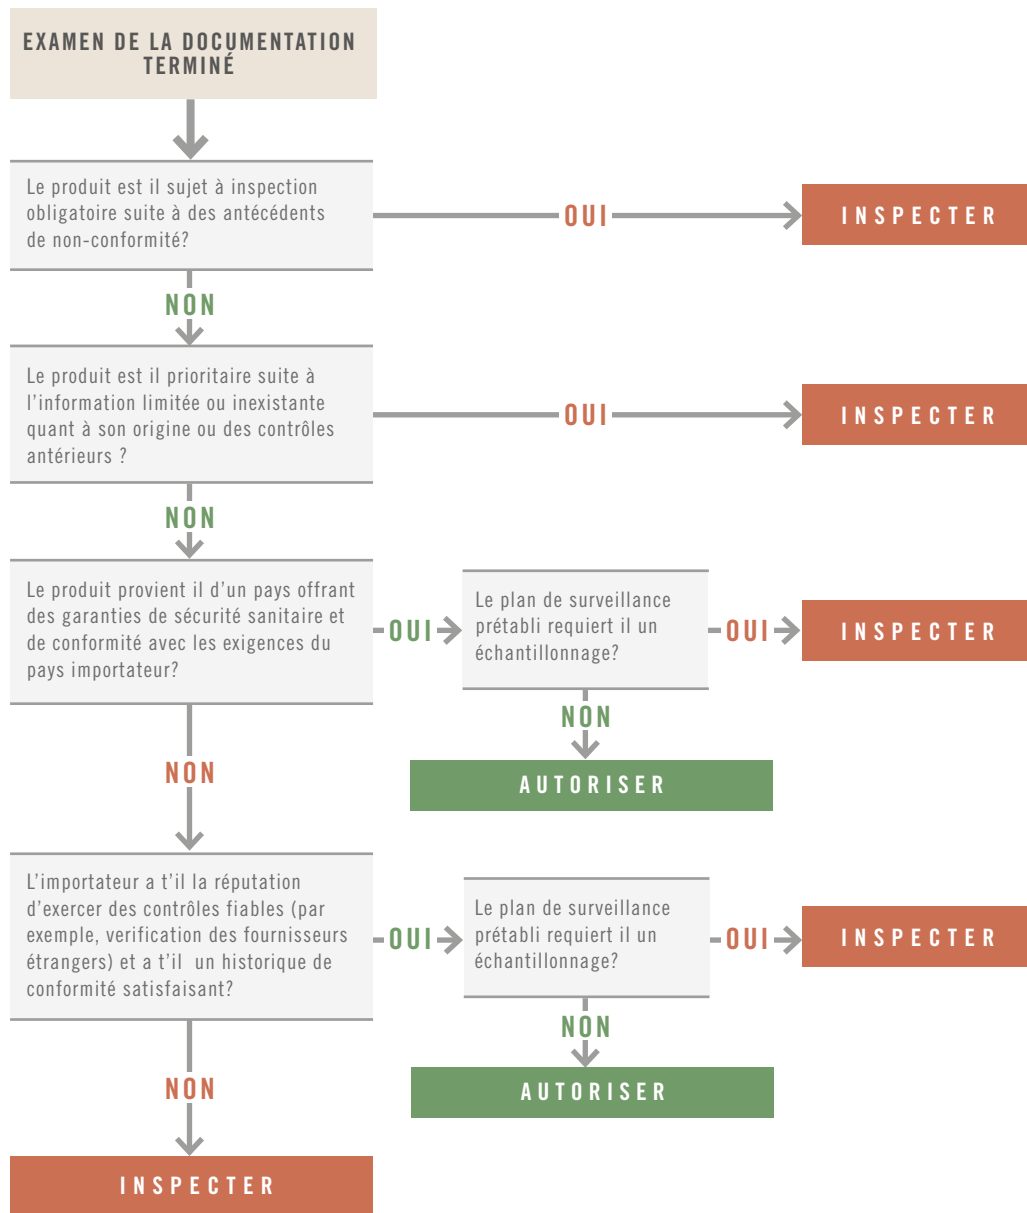 EXAMEN DE LA DOCUMENTATION
TERMINÉ
Le produit est il sujet à inspection
obligatoire suite à des antécédents
de non-conformité?
OUI
INSPECTER
NON
Le produit est il prioritaire suite à
l'information limitée ou inexistante
quant à son origine ou des contrôles
antérieurs ?
OUI
INSPECTER
NON
Le produit provient il d'un pays offrant
des garanties de sécurité sanitaire et
de conformité avec les exigences du
pays importateur?
OUI
Le plan de surveillance
prétabli requiert il un
échantillonnage?
OUI
INSPECTER
NON
AUTORISER
NON
L'importateur a t'il la réputation
d'exercer des contrôles fiables (par
exemple, verification des fournisseurs
étrangers) et a t'il  un historique de
conformité satisfaisant?
OUI
Le plan de surveillance
prétabli requiert il un
échantillonnage?
OUI
INSPECTER
NON
AUTORISER
NON
INSPECTER